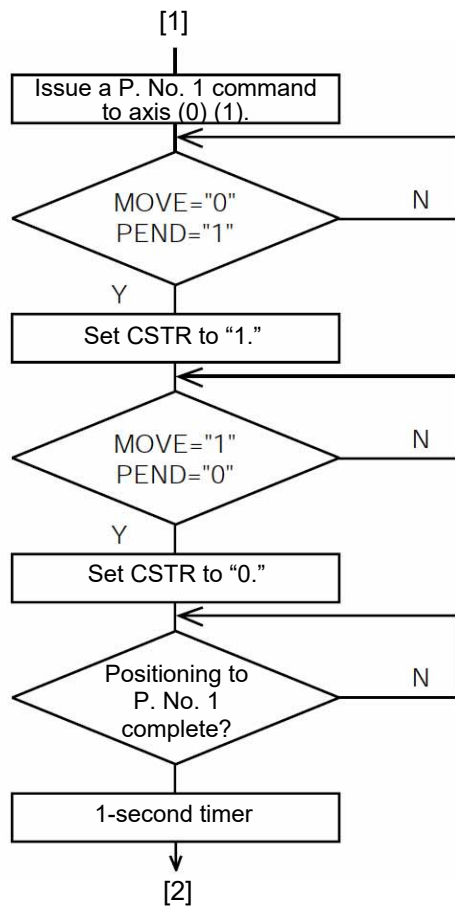 [1]
Issue a P. No. 1 command
to axis (0) (1).
MOVE="0"
PEND="1"
N
Y
Set CSTR to “1.”
MOVE="1"
PEND="0"
N
Y
Set CSTR to “0.”
Positioning to
P. No. 1
complete?
N
1-second timer
[2]